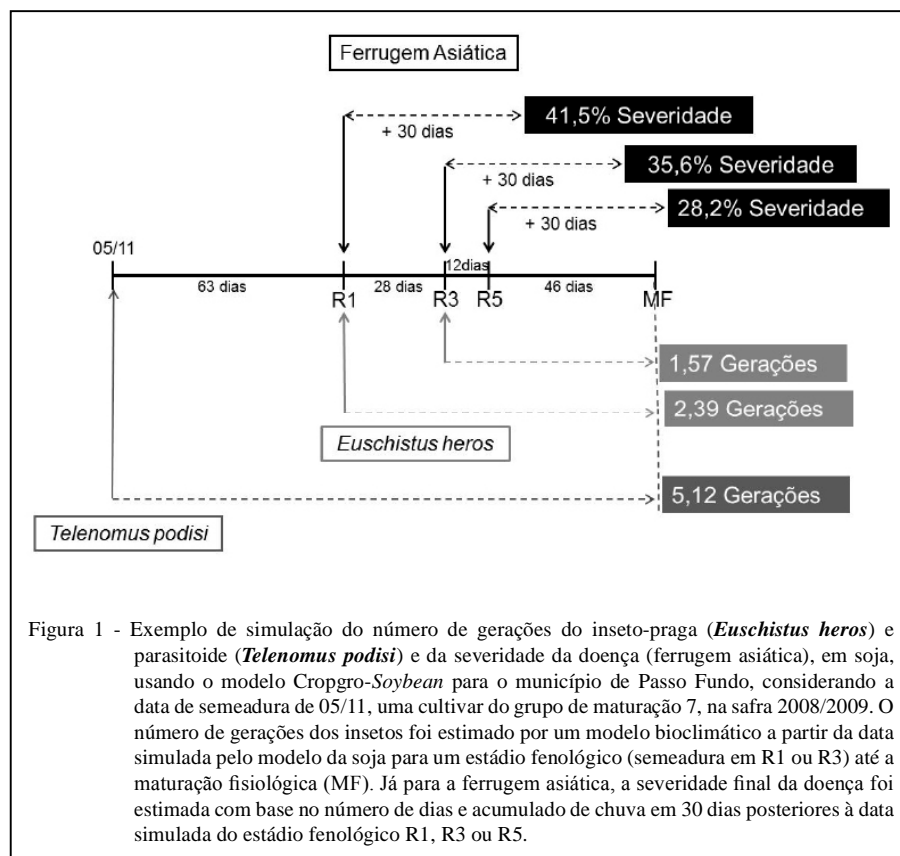 Ferrugem Asiática
41,5% Severidade
+ 30 dias
35,6% Severidade
+ 30 dias
28,2% Severidade
+ 30 dias
05/11
12dias
63 dias
28 dias
46 dias
R1
R3
R5
MF
1,57 Gerações
2,39 Gerações
Euschistus heros
5,12 Gerações
Telenomus podisi
Figura 1 - Exemplo de simulação do número de gerações do inseto-praga (Euschistus heros) e
parasitoide (Telenomus podisi) e da severidade da doença (ferrugem asiática), em soja,
usando o modelo Cropgro-Soybean para o município de Passo Fundo, considerando a
data de semeadura de 05/11, uma cultivar do grupo de maturação 7, na safra 2008/2009. O
número de gerações dos insetos foi estimado por um modelo bioclimático a partir da data
simulada pelo modelo da soja para um estádio fenológico (semeadura em R1 ou R3) até a
maturação fisiológica (MF). Já para a ferrugem asiática, a severidade final da doença foi
estimada com base no número de dias e acumulado de chuva em 30 dias posteriores à data
simulada do estádio fenológico R1, R3 ou R5.